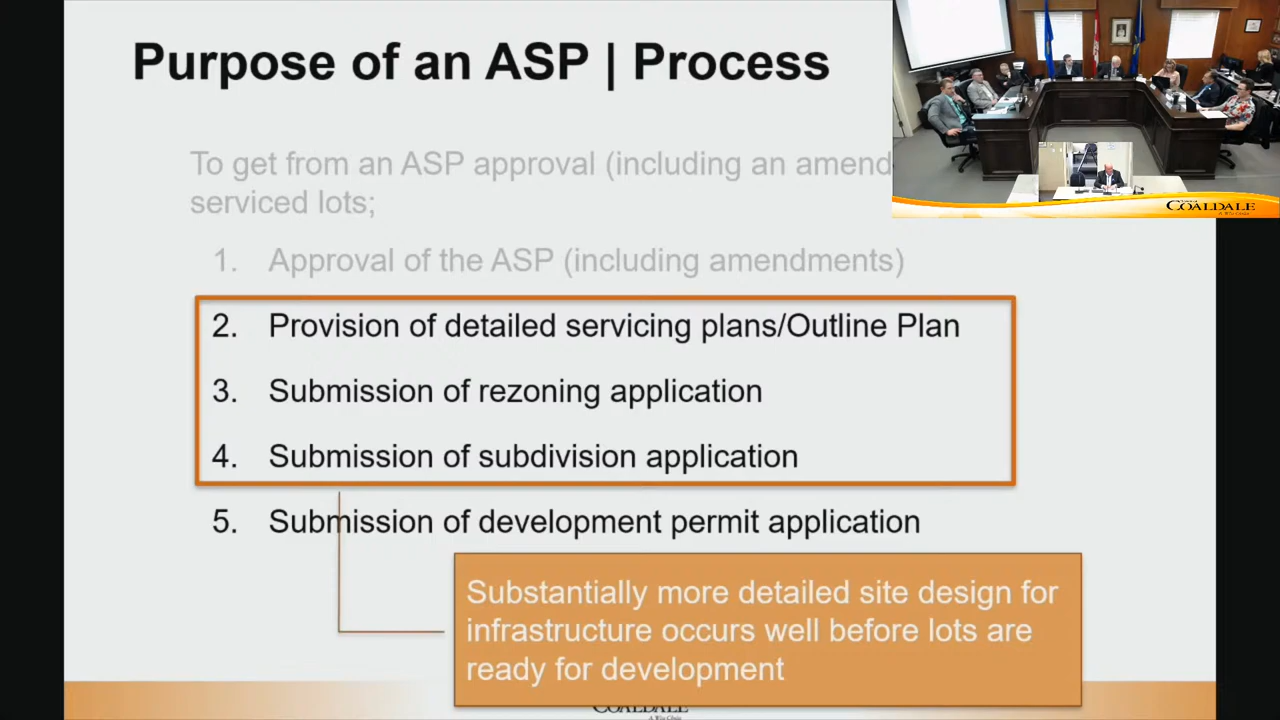 Purpose of an ASP | Process
To get from an ASP approval (including an amend
serviced lots;
1. Approval of the ASP (including amendments)
2. Provision of detailed servicing plans/Outline Plan
3. Submission of rezoning application
4. Submission of subdivision application
5. Submission of development permit application
Substantially more detailed site design for
infrastructure occurs well before lots are
ready for development
COALDALE
COALDALE